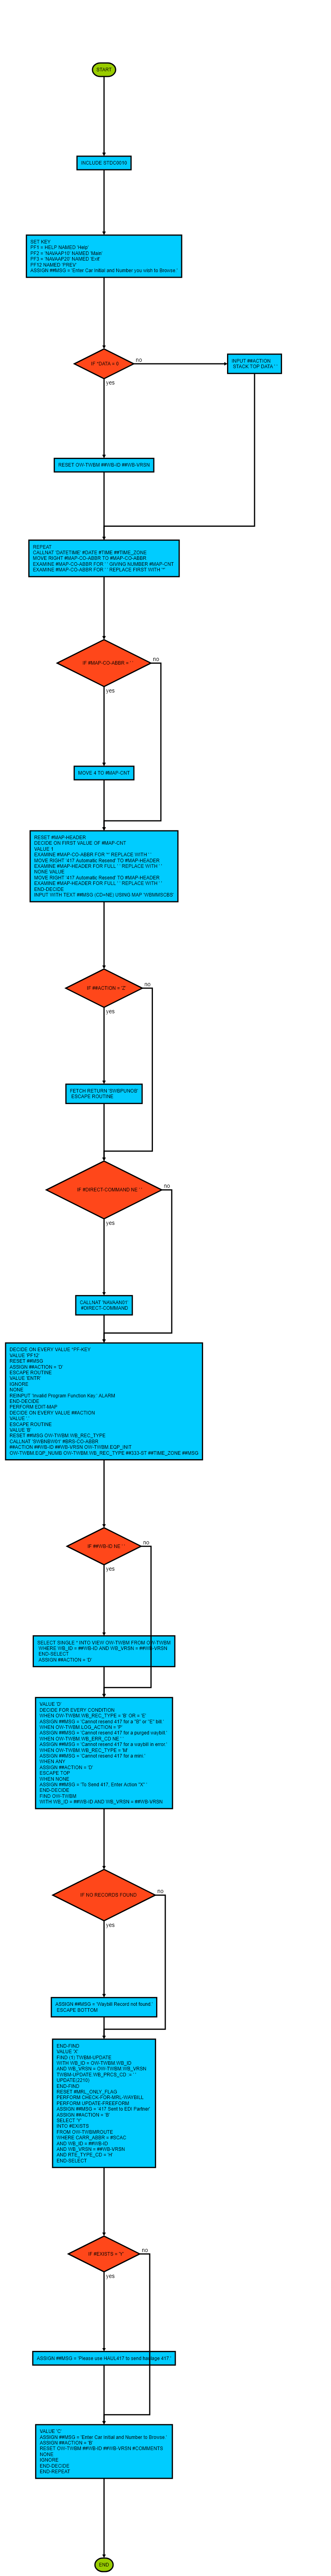 START
INCLUDE STDC0010
SET KEY
PF1 = HELP NAMED 'Help'
PF2 = 'NAVAAP10' NAMED 'Main'
PF3 = 'NAVAAP20' NAMED 'Exit'
PF12 NAMED 'PREV'
ASSIGN ##MSG = 'Enter Car Initial and Number you wish to Browse.'
IF *DATA = 0
no
yes
INPUT ##ACTION
STACK TOP DATA ' '
RESET OW-TWBM ##WB-ID ##WB-VRSN
REPEAT
CALLNAT 'DATETIME' #DATE #TIME ##TIME_ZONE
MOVE RIGHT #MAP-CO-ABBR TO #MAP-CO-ABBR
EXAMINE #MAP-CO-ABBR FOR ' ' GIVING NUMBER #MAP-CNT
EXAMINE #MAP-CO-ABBR FOR ' ' REPLACE FIRST WITH '*'
IF #MAP-CO-ABBR = ' '
no
yes
MOVE 4 TO #MAP-CNT
RESET #MAP-HEADER
DECIDE ON FIRST VALUE OF #MAP-CNT
VALUE 1
EXAMINE #MAP-CO-ABBR FOR '*' REPLACE WITH ' '
MOVE RIGHT '417 Automatic Resend' TO #MAP-HEADER
EXAMINE #MAP-HEADER FOR FULL ' ' REPLACE WITH ' '
NONE VALUE
MOVE RIGHT '417 Automatic Resend' TO #MAP-HEADER
EXAMINE #MAP-HEADER FOR FULL ' ' REPLACE WITH ' '
END-DECIDE
INPUT WITH TEXT ##MSG (CD=NE) USING MAP 'WBMMSCBS'
IF ##ACTION = 'Z'
no
yes
FETCH RETURN 'SWBPUNOB'
ESCAPE ROUTINE
IF #DIRECT-COMMAND NE ' '
no
yes
CALLNAT 'NAVAAN01'
#DIRECT-COMMAND
DECIDE ON EVERY VALUE *PF-KEY
VALUE 'PF12'
RESET ##MSG
ASSIGN ##ACTION = 'D'
ESCAPE ROUTINE
VALUE 'ENTR'
IGNORE
NONE
REINPUT 'Invalid Program Function Key ' ALARM
END-DECIDE
PERFORM EDIT-MAP
DECIDE ON EVERY VALUE ##ACTION
VALUE '.'
ESCAPE ROUTINE
VALUE 'B'
RESET ##MSG OW-TWBM.WB_REC_TYPE
CALLNAT 'SWBNBW01' #BRS-CO-ABBR
##ACTION ##WB-ID ##WB-VRSN OW-TWBM.EQP_INIT
OW-TWBM.EQP_NUMB OW-TWBM.WB_REC_TYPE ##333-ST ##TIME_ZONE ##MSG
IF ##WB-ID NE ' '
no
yes
SELECT SINGLE * INTO VIEW OW-TWBM FROM OW-TWBM
WHERE WB_ID = ##WB-ID AND WB_VRSN = ##WB-VRSN
END-SELECT
ASSIGN ##ACTION = 'D'
VALUE 'D'
DECIDE FOR EVERY CONDITION
WHEN OW-TWBM.WB_REC_TYPE = 'B' OR = 'E'
ASSIGN ##MSG = 'Cannot resend 417 for a "B" or "E" Bill.'
WHEN OW-TWBM.LOG_ACTION = 'P'
ASSIGN ##MSG = 'Cannot resend 417 for a purged waybill.'
WHEN OW-TWBM.WB_ERR_CD NE ' '
ASSIGN ##MSG = 'Cannot resend 417 for a waybill in error.'
WHEN OW-TWBM.WB_REC_TYPE = 'M'
ASSIGN ##MSG = 'Cannot resend 417 for a mini.'
WHEN ANY
ASSIGN ##ACTION = 'D'
ESCAPE TOP
WHEN NONE
ASSIGN ##MSG = 'To Send 417, Enter Action "X" '
END-DECIDE
FIND OW-TWBM
WITH WB_ID = ##WB-ID AND WB_VRSN = ##WB-VRSN
IF NO RECORDS FOUND
no
yes
ASSIGN ##MSG = 'Waybill Record not found.'
ESCAPE BOTTOM
END-FIND
VALUE 'X'
FIND (1) TWBM-UPDATE
WITH WB_ID = OW-TWBM.WB_ID
AND WB_VRSN = OW-TWBM.WB_VRSN
TWBM-UPDATE.WB_PRCS_CD := ' '
UPDATE(2210)
END-FIND
RESET #MRL_ONLY_FLAG
PERFORM CHECK-FOR-MRL-WAYBILL
PERFORM UPDATE-FREEFORM
ASSIGN ##MSG = '417 Sent to EDI Partner'
ASSIGN ##ACTION = 'B'
SELECT 'Y'
INTO #EXISTS
FROM OW-TWBMROUTE
WHERE CARR_ABBR = #SCAC
AND WB_ID = ##WB-ID
AND WB_VRSN = ##WB-VRSN
AND RTE_TYPE_CD = 'H'
END-SELECT
IF #EXISTS = 'Y'
no
yes
ASSIGN ##MSG = 'Please use HAUL417 to send haulage 417 '
VALUE 'C'
ASSIGN ##MSG = 'Enter Car Initial and Number to Browse.'
ASSIGN ##ACTION = 'B'
RESET OW-TWBM ##WB-ID ##WB-VRSN #COMMENTS
NONE
IGNORE
END-DECIDE
END-REPEAT
END